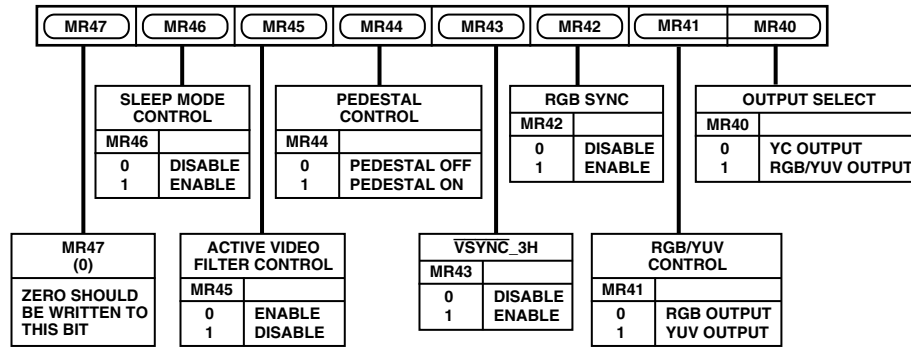 MR47 MR46 MR45 MR44 MR43 MR42 MR41 MR40
SLEEP MODE
CONTROL
MR46
0 DISABLE
1 ENABLE
PEDESTAL
CONTROL
MR44
0 PEDESTAL OFF
1 PEDESTAL ON
RGB SYNC
MR42
0 DISABLE
1 ENABLE
OUTPUT SELECT
MR40
0 YC OUTPUT
1 RGB/YUV OUTPUT
MR47
(0)
ZERO SHOULD
BE WRITTEN TO
THIS BIT
ACTIVE VIDEO
FILTER CONTROL
MR45
0 ENABLE
1 DISABLE
VSYNC_3H
MR43
0 DISABLE
1 ENABLE
RGB/YUV
CONTROL
MR41
0 RGB OUTPUT
1 YUV OUTPUT